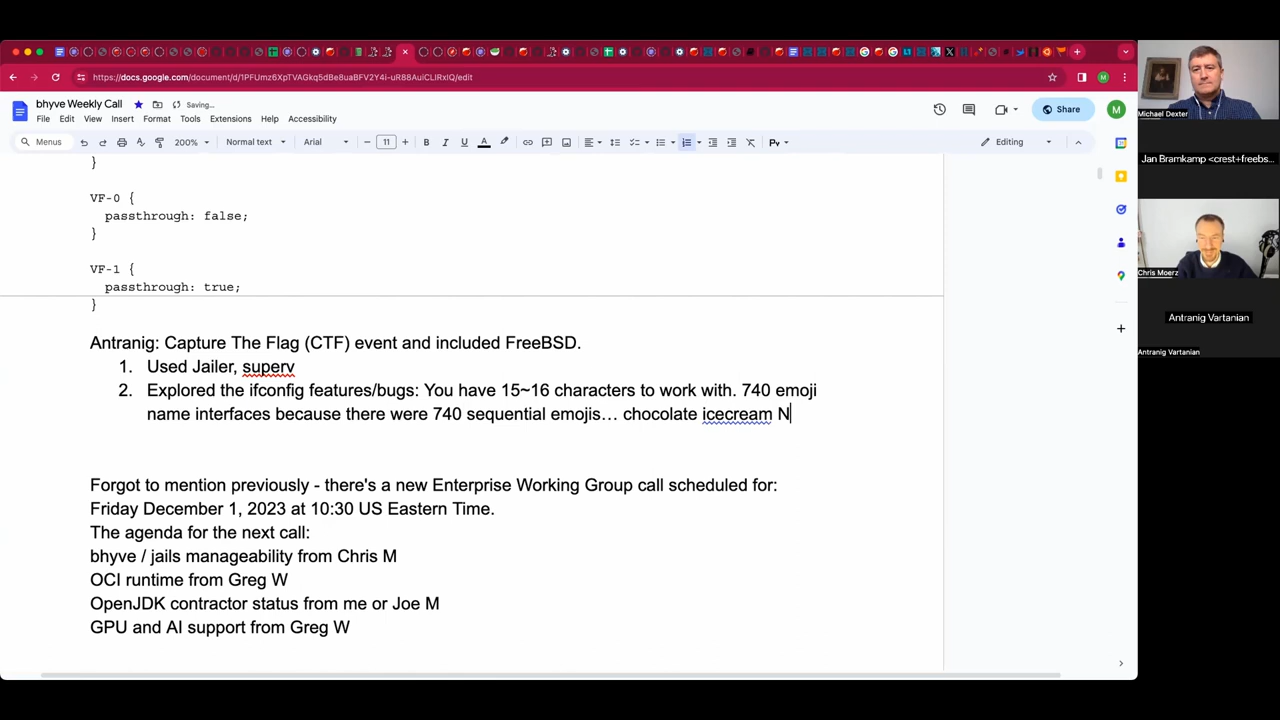 https://docs.google.com/document/d/1PFUmz6XpTVAGkq5dBe8uaBFV2Y4i-uR88AuiCLlRxIQ/edit
bhyve Weekly Call
Saving...
File Edit View Insert Format Tools Extensions Help Accessibility
Share
M
Menus
200%
Normal text
Arial
11
Editing
}
VF-0 {
passthrough: false;
}
VF-1 {
passthrough: true;
}
Antranig: Capture The Flag (CTF) event and included FreeBSD.
1. Used Jailer, superv
2. Explored the ifconfig features/bugs: You have 15~16 characters to work with. 740 emoji
name interfaces because there were 740 sequential emojis… chocolate icecream N
Forgot to mention previously - there's a new Enterprise Working Group call scheduled for:
Friday December 1, 2023 at 10:30 US Eastern Time.
The agenda for the next call:
bhyve / jails manageability from Chris M
OCI runtime from Greg W
OpenJDK contractor status from me or Joe M
GPU and AI support from Greg W
Michael Dexter
Jan Bramkamp <crest+freebs...
Chris Moerz
Antranig Vartanian
Antranig Vartanian